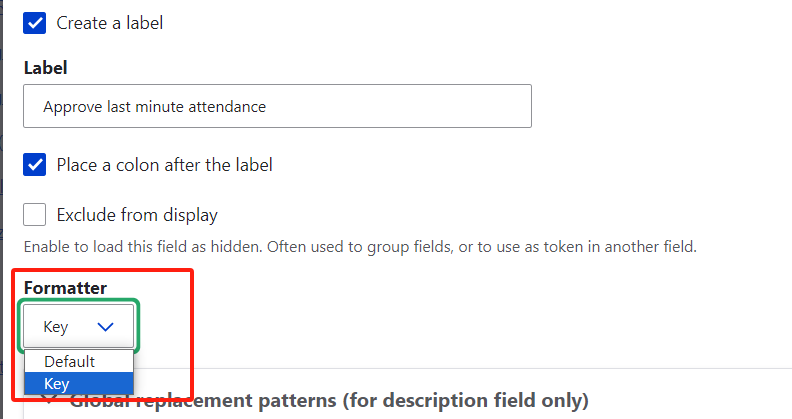 Create a label
Label
Approve last minute attendance
Place a colon after the label
Exclude from display
Enable to load this field as hidden. Often used to group fields, or to use as token in another field.
Formatter
Key
Default
Key
Global replacement patterns (for description field only)